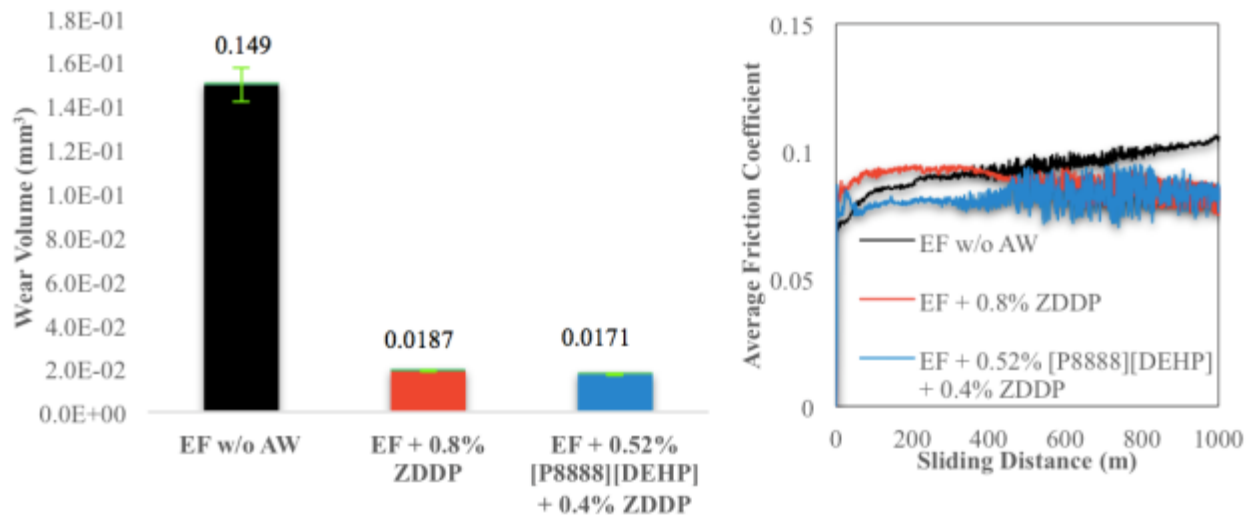 Wear Volume (mm³)
1.8E-01
1.6E-01
1.4E-01
1.2E-01
1.0E-01
8.0E-02
6.0E-02
4.0E-02
2.0E-02
0.0E+00
0.149
0.0187
0.0171
EF w/o AW
EF + 0.8%
ZDDP
EF + 0.52%
[P8888][DEHP]
+ 0.4% ZDDP
Average Friction Coefficient
0.15
0.1
0.05
0
EF w/o AW
EF + 0.8% ZDDP
EF + 0.52% [P8888][DEHP]
+ 0.4% ZDDP
0 200 400 600 800 1000
Sliding Distance (m)